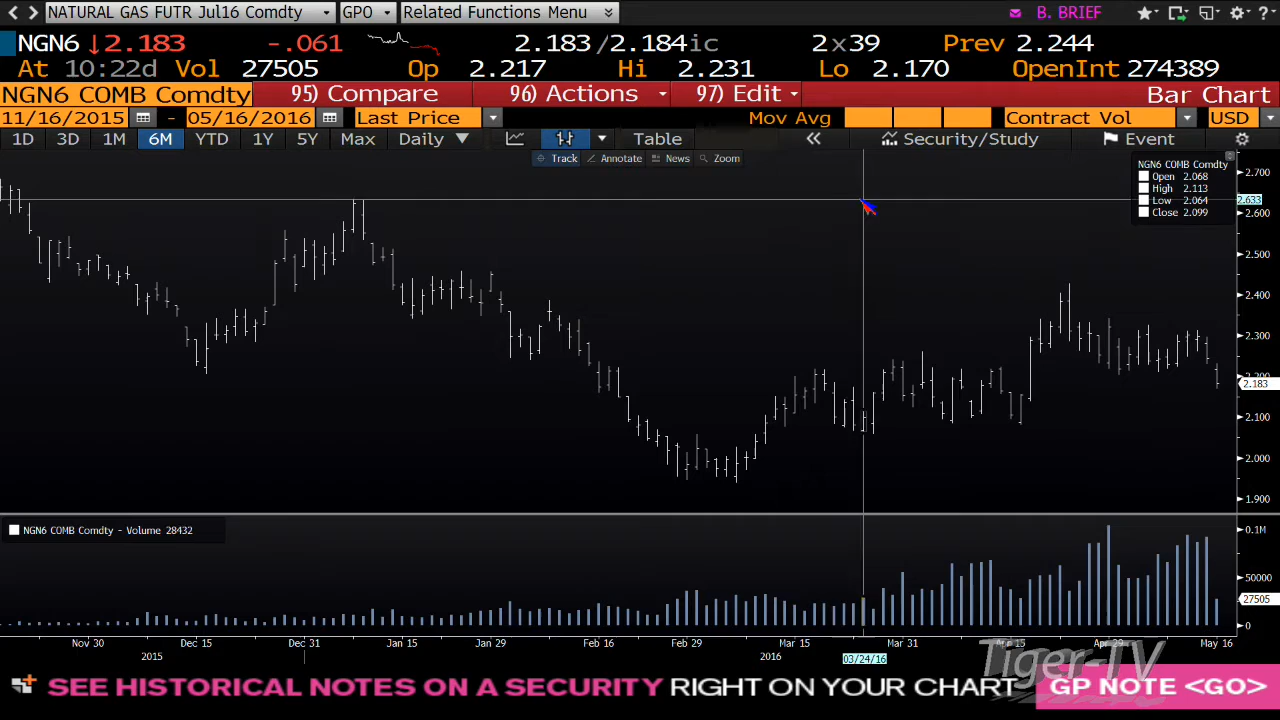 NATURAL GAS FUTR Jul16 Comdty GPO Related Functions Menu B. BRIEF
NGN6 ↓2.183 -.061 2.183/2.184ic 2x39 Prev 2.244
At 10:22d Vol 27505 Op 2.217 Hi 2.231 Lo 2.170 OpenInt 274389
NGN6 COMB Comdty 95) Compare 96) Actions 97) Edit Bar Chart
11/16/2015 - 05/16/2016 Last Price Mov Avg Contract Vol USD
1D 3D 1M 6M YTD 1Y 5Y Max Daily Table Security/Study Event
Track Annotate News Zoom
NGN6 COMB Comdty
Open 2.068
High 2.113
Low 2.064
Close 2.099
2.700
2.633
2.600
2.500
2.400
2.300
2.200
2.183
2.100
2.000
1.900
NGN6 COMB Comdty - Volume 28432
0.1M
50000
27505
0
Nov 30 Dec 15 Dec 31 Jan 15 Jan 29 Feb 16 Feb 29 Mar 15 Mar 31 Apr 15 Apr 29 May 16
2015 2016 03/24/16
Tiger-TV
SEE HISTORICAL NOTES ON A SECURITY RIGHT ON YOUR CHART GP NOTE <GO>